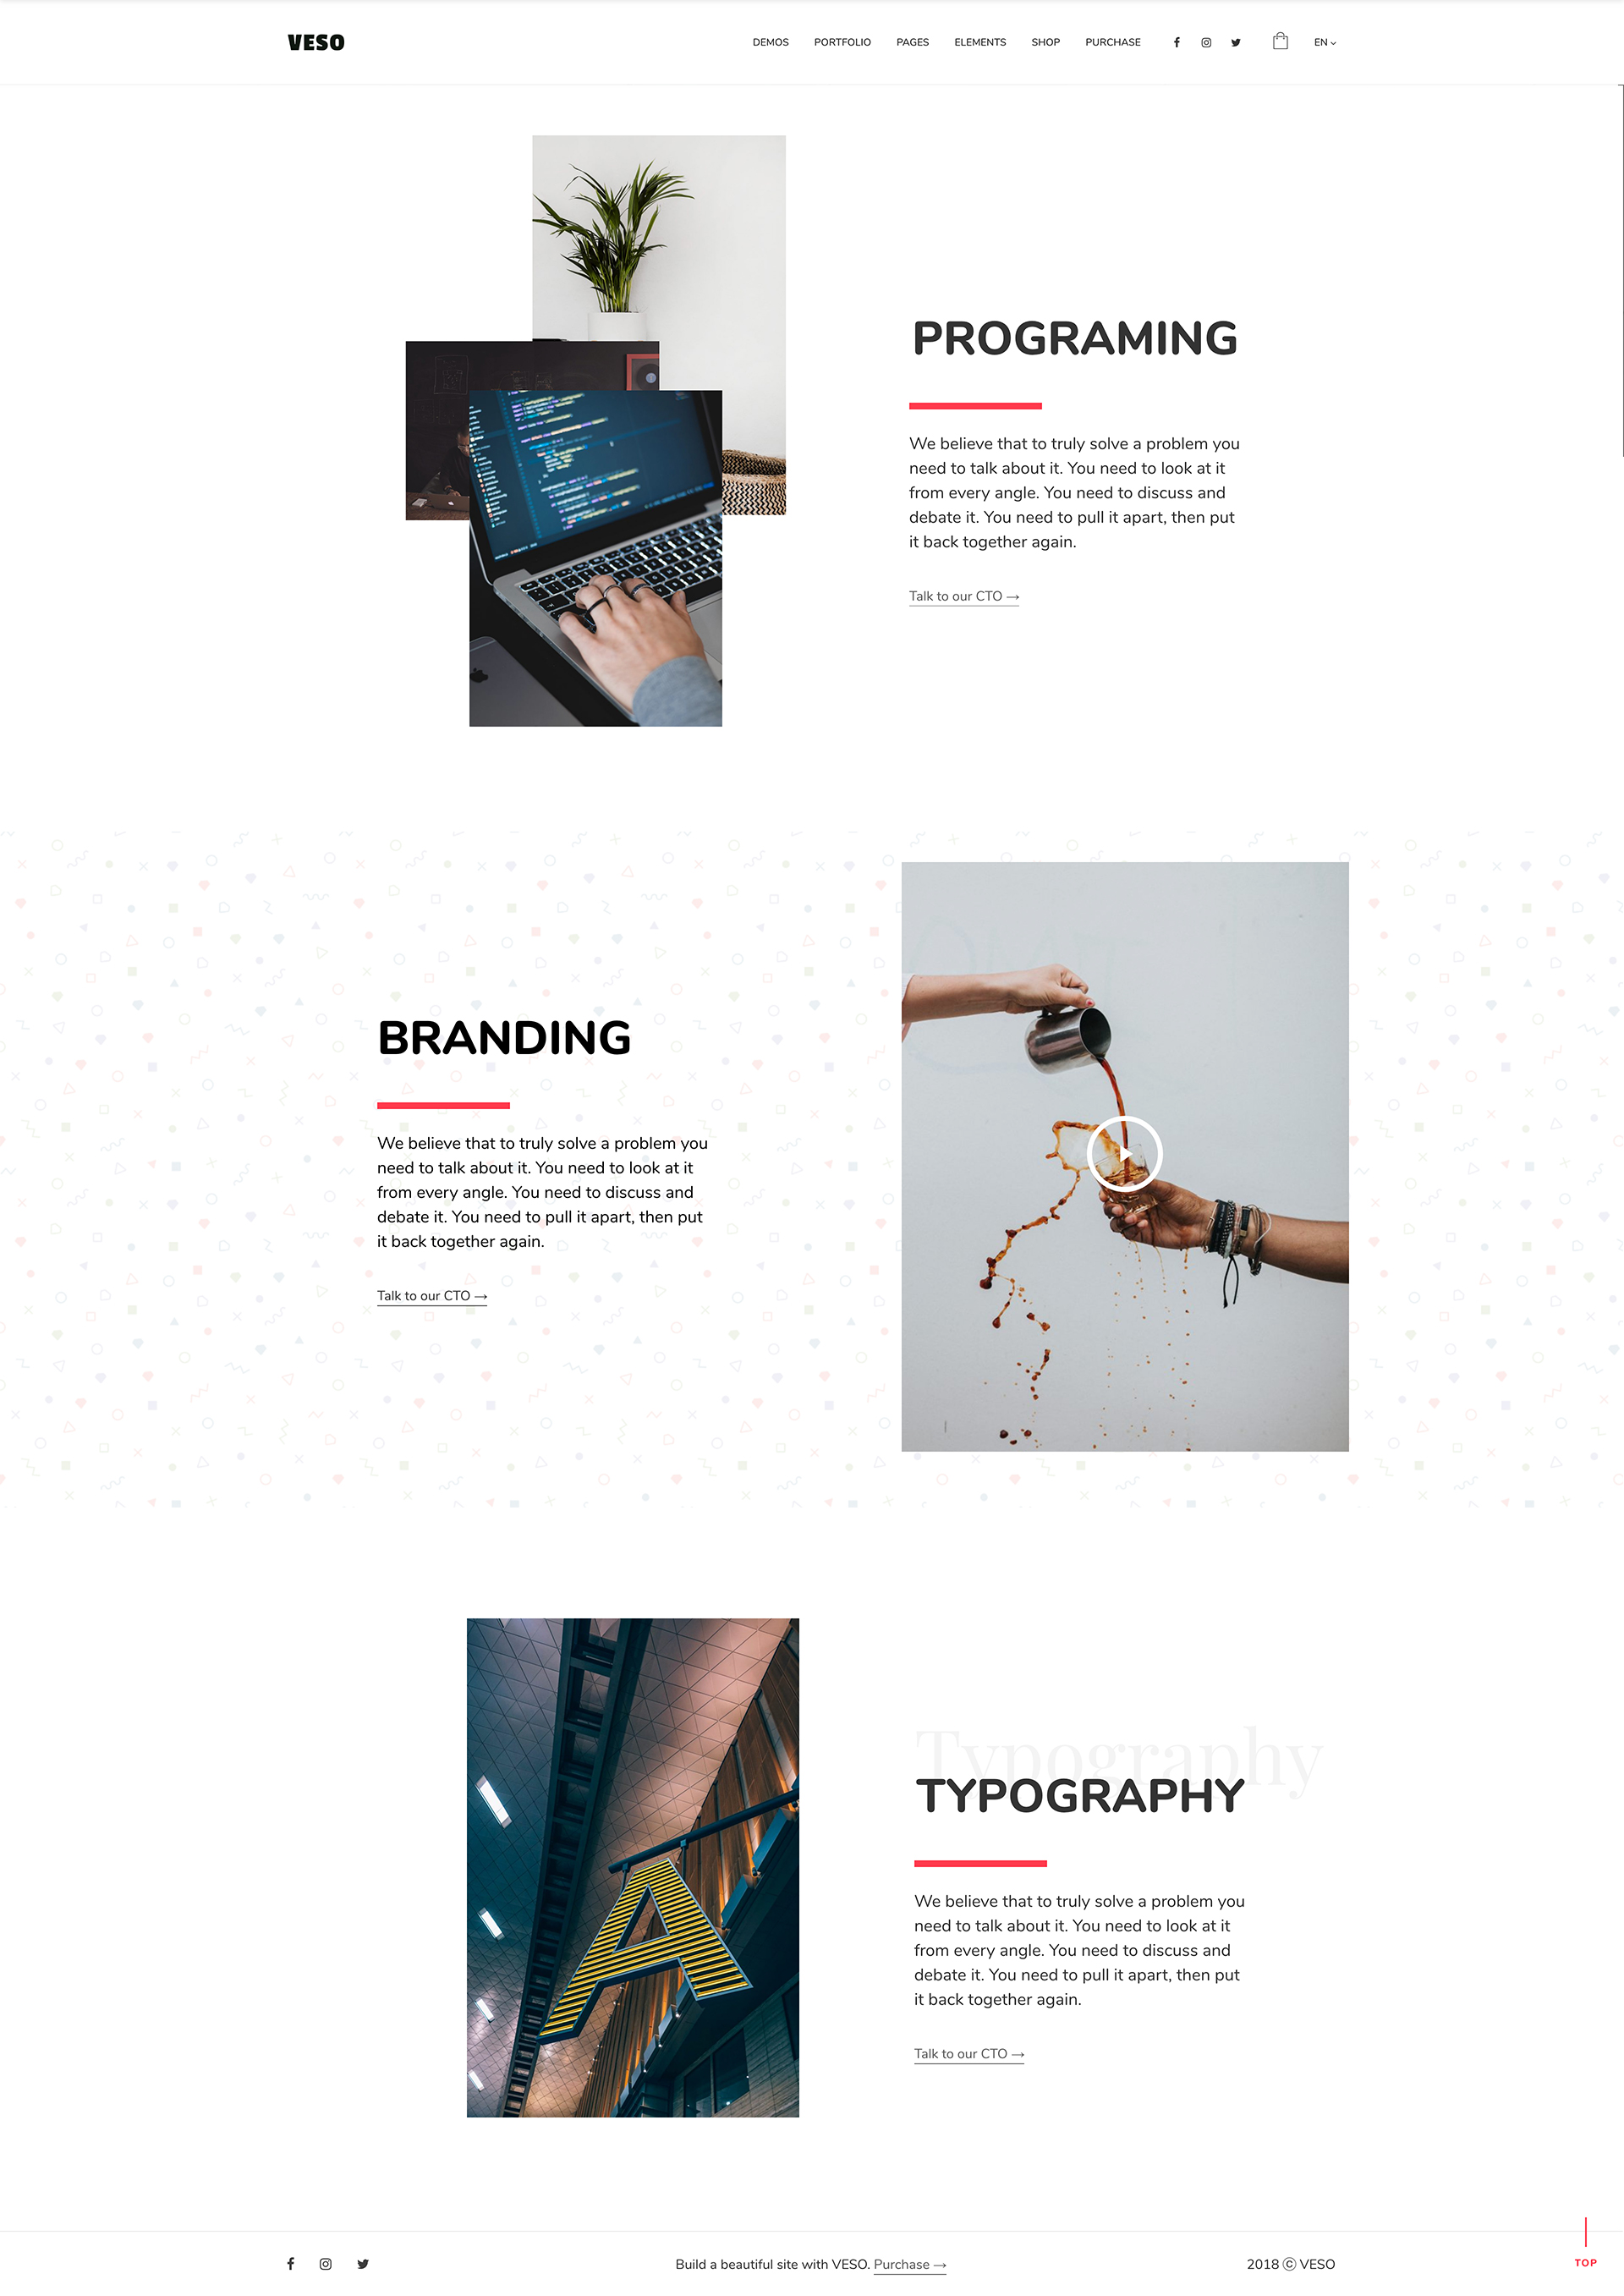 VESO
DEMOS PORTFOLIO PAGES ELEMENTS SHOP PURCHASE EN
PROGRAMING
We believe that to truly solve a problem you
need to talk about it. You need to look at it
from every angle. You need to discuss and
debate it. You need to pull it apart, then put
it back together again.
Talk to our CTO →
BRANDING
We believe that to truly solve a problem you
need to talk about it. You need to look at it
from every angle. You need to discuss and
debate it. You need to pull it apart, then put
it back together again.
Talk to our CTO →
A
Typography
TYPOGRAPHY
We believe that to truly solve a problem you
need to talk about it. You need to look at it
from every angle. You need to discuss and
debate it. You need to pull it apart, then put
it back together again.
Talk to our CTO →
Build a beautiful site with VESO. Purchase →
2018 ⓒ VESO
TOP